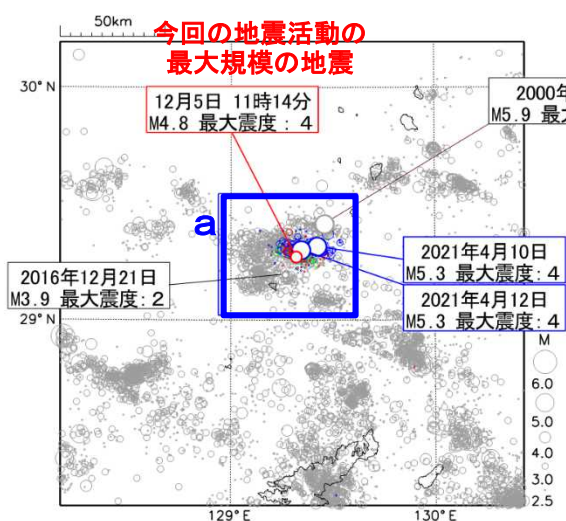 50km
今回の地震活動の
最大規模の地震
30°N
12月5日 11時14分
M4.8 最大震度：4
2000年
M5.9 最大
a
2021年4月10日
M5.3 最大震度：4
2016年12月21日
M3.9 最大震度：2
2021年4月12日
M5.3 最大震度：4
29°N
M
6.0
5.0
4.0
3.0
2.5
129°E
130°E